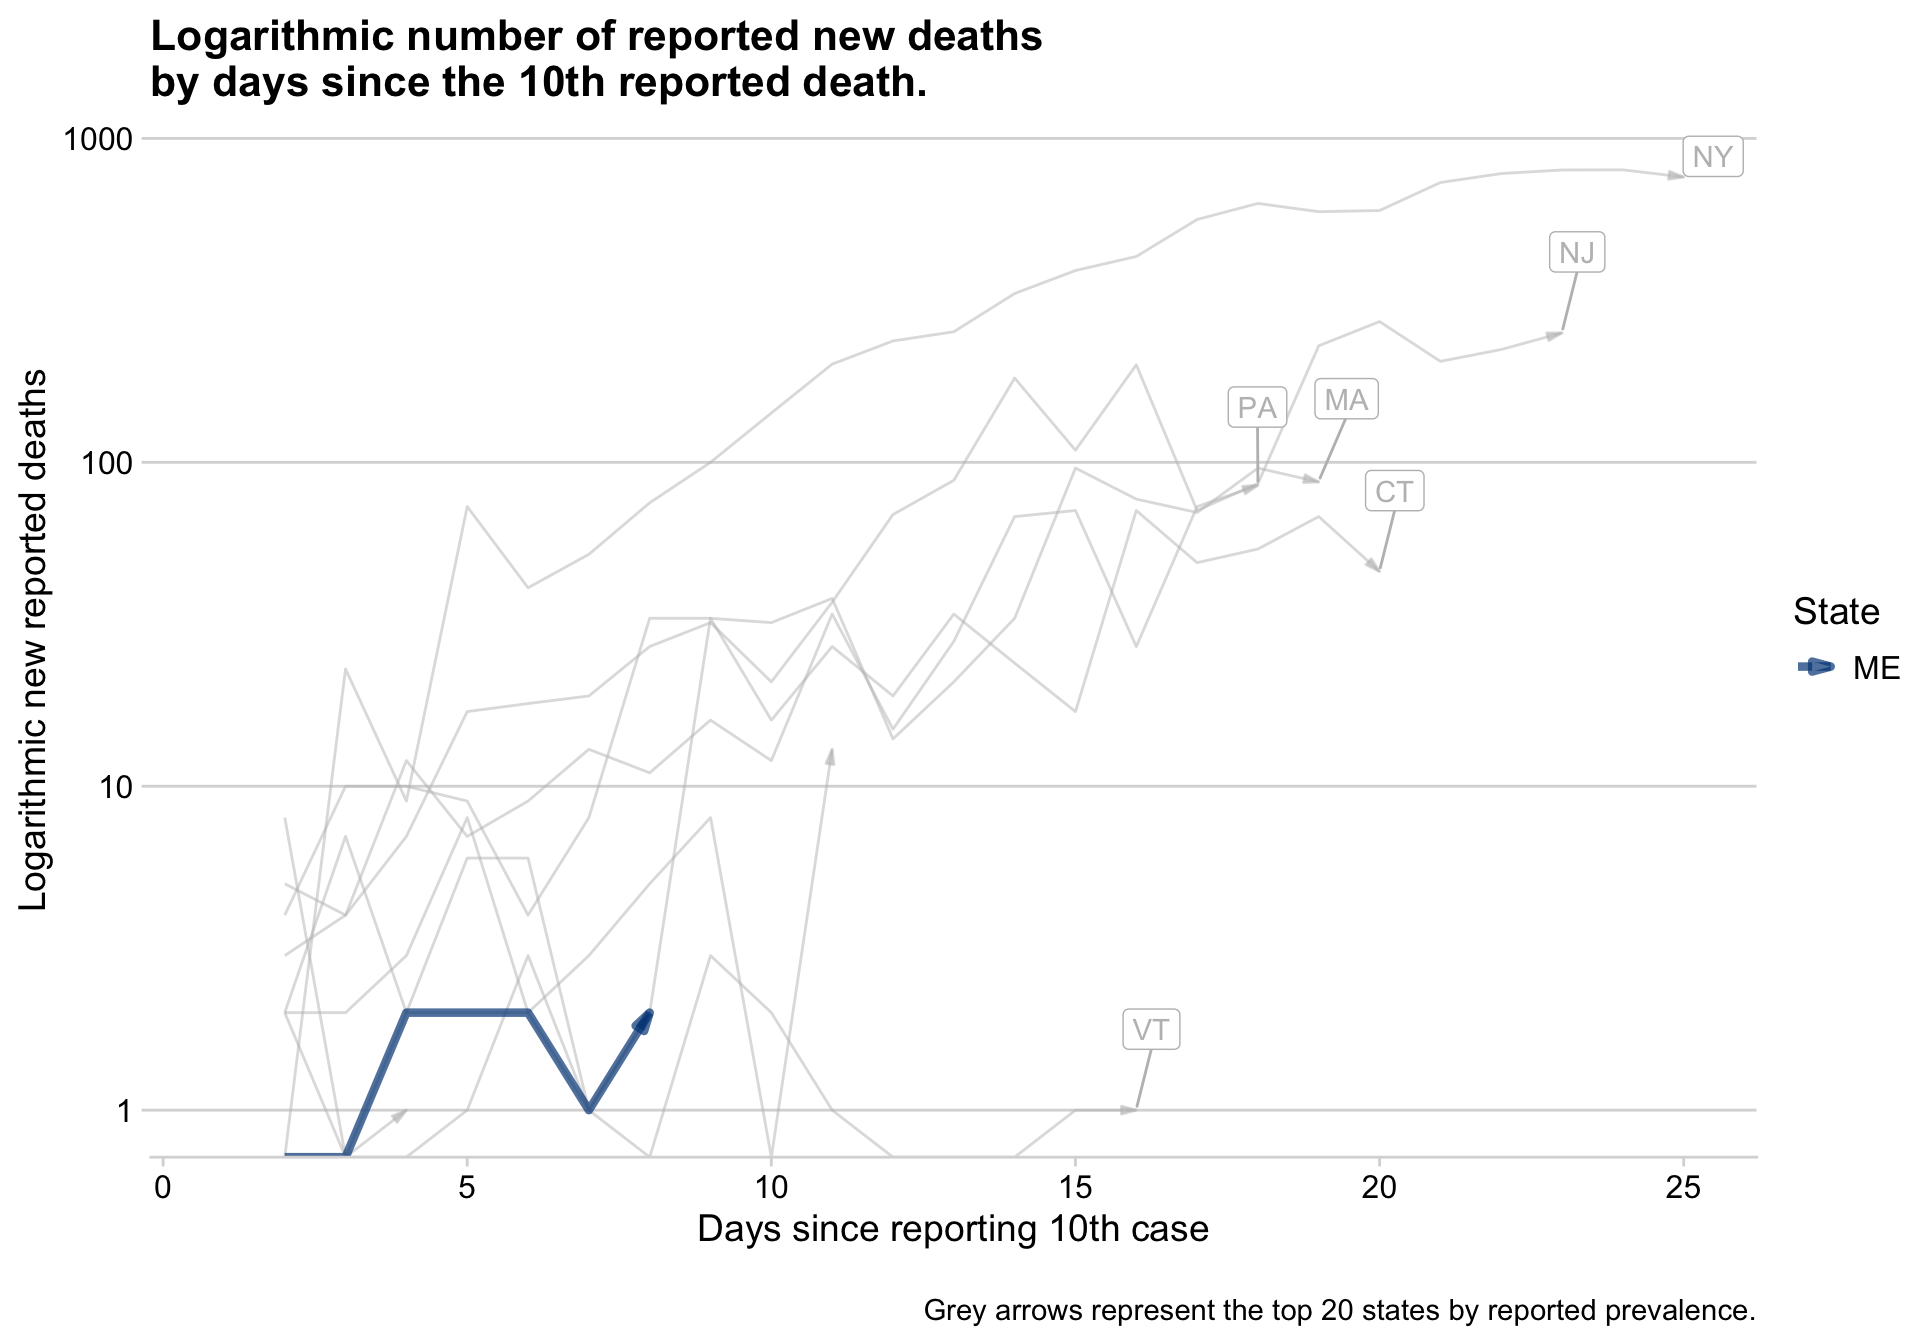 Logarithmic number of reported new deaths
by days since the 10th reported death.
1000
NY
NJ
PA
MA
100
CT
Logarithmic new reported deaths
State
ME
10
VT
1
0 5 10 15 20 25
Days since reporting 10th case
Grey arrows represent the top 20 states by reported prevalence.